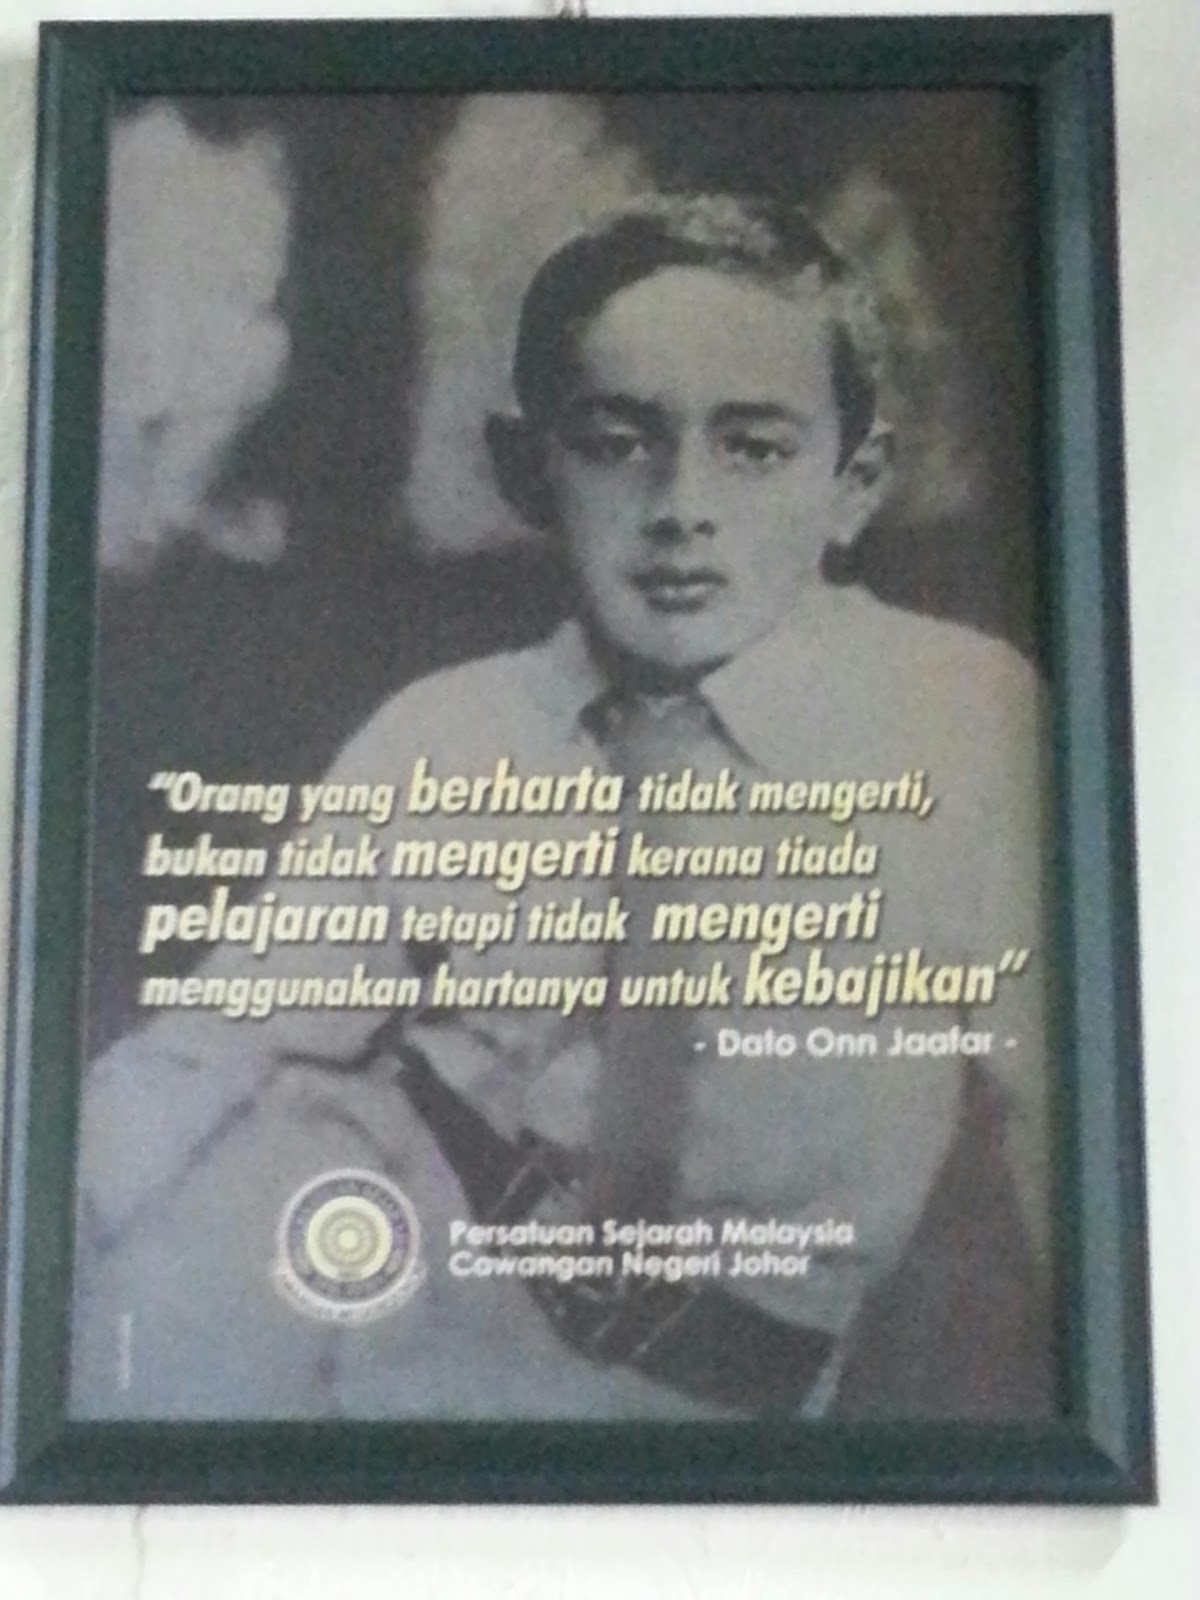 “Orang yang berharta tidak mengerti,
bukan tidak mengerti kerana tiada
pelajaran tetapi tidak mengerti
menggunakan hartanya untuk kebajikan”
- Dato Onn Jaafar -
Persatuan Sejarah Malaysia
Cawangan Negeri Johor